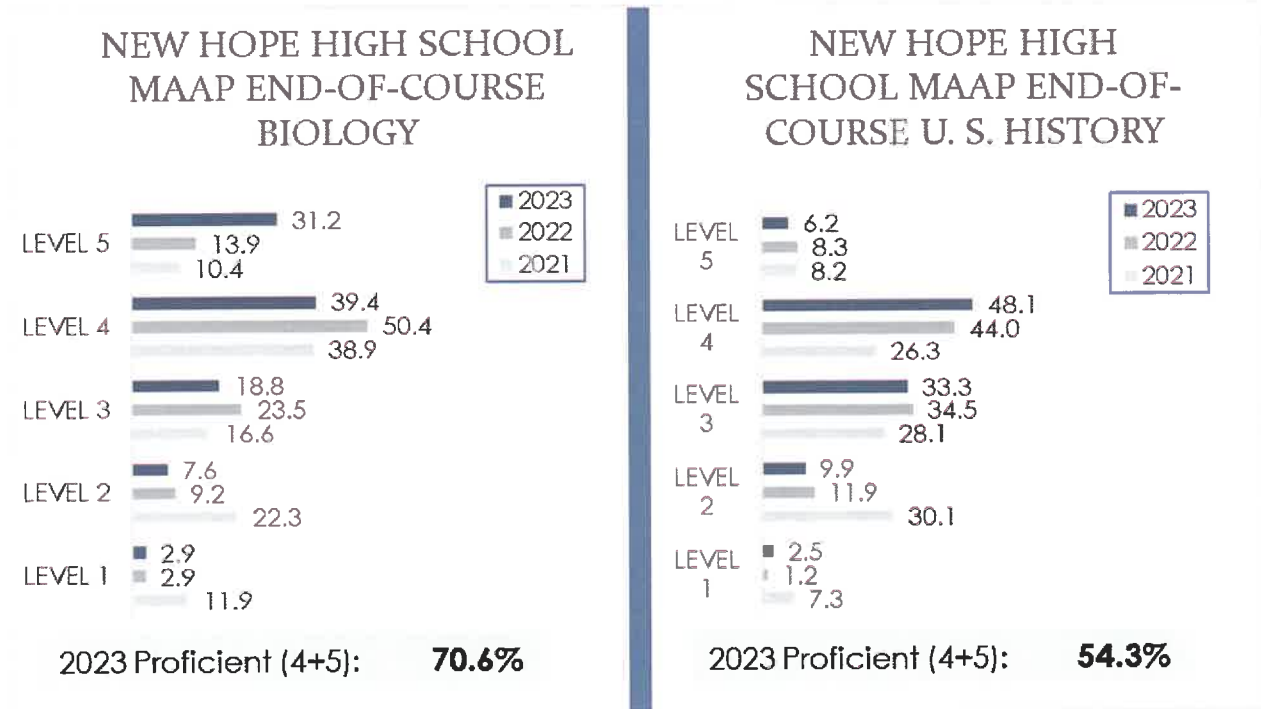 NEW HOPE HIGH SCHOOL
MAAP END-OF-COURSE
BIOLOGY
2023
2022
2021
LEVEL 5
31.2
13.9
10.4
LEVEL 4
39.4
50.4
38.9
LEVEL 3
18.8
23.5
16.6
LEVEL 2
7.6
9.2
22.3
LEVEL 1
2.9
2.9
11.9
2023 Proficient (4+5): 70.6%
NEW HOPE HIGH
SCHOOL MAAP END-OF-
COURSE U. S. HISTORY
2023
2022
2021
LEVEL
5
6.2
8.3
8.2
LEVEL
4
48.1
44.0
26.3
LEVEL
3
33.3
34.5
28.1
LEVEL
2
9.9
11.9
30.1
LEVEL
1
2.5
1.2
7.3
2023 Proficient (4+5): 54.3%